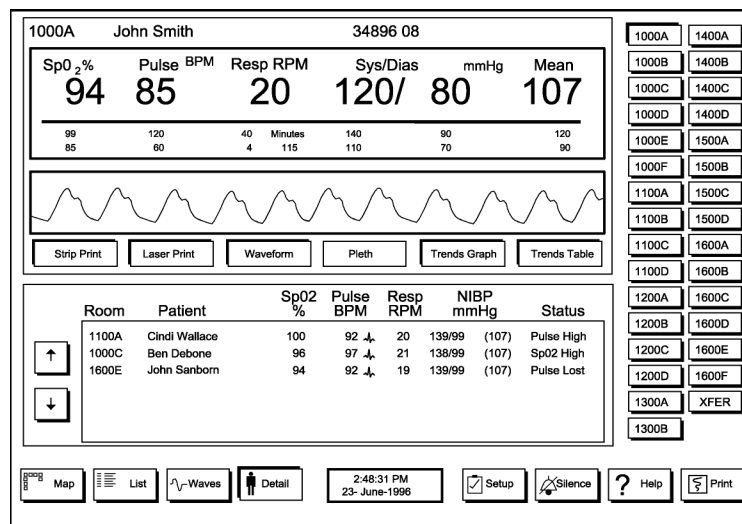 1000A John Smith 34896 08
Sp0 2% Pulse BPM Resp RPM Sys/Dias mmHg Mean
94 85 20 120/ 80 107
99 120 40 Minutes 140 90 120
85 60 4 115 110 70 90
Strip Print Laser Print Waveform Pleth Trends Graph Trends Table
Sp02 Pulse Resp NIBP
Room Patient % BPM RPM mmHg Status
1100A Cindi Wallace 100 92 20 139/99 (107) Pulse High
1000C Ben Debone 96 97 21 138/99 (107) Sp02 High
1600E John Sanborn 94 92 19 139/99 (107) Pulse Lost
1000A 1400A
1000B 1400B
1000C 1400C
1000D 1400D
1000E 1500A
1000F 1500B
1100A 1500C
1100B 1500D
1100C 1600A
1100D 1600B
1200A 1600C
1200B 1600D
1200C 1600E
1200D 1600F
1300A XFER
1300B
Map List Waves Detail 2:48:31 PM Setup Silence ? Help Print
23- June-1996